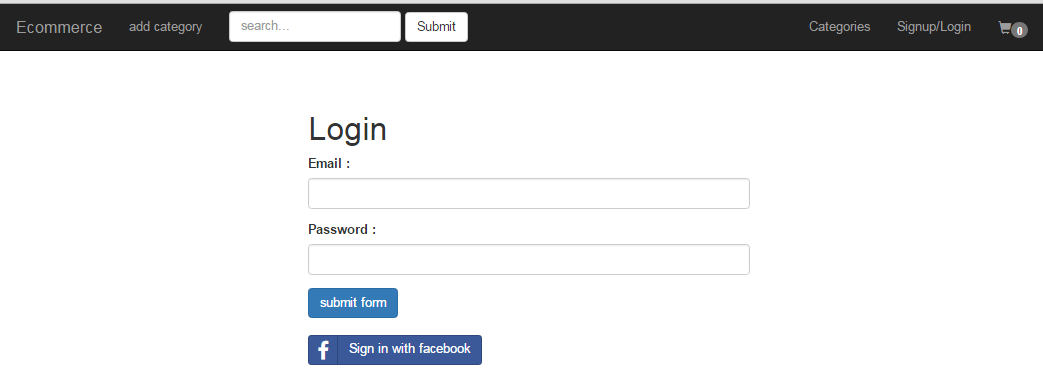 Ecommerce add category search... Submit Categories Signup/Login 0
Login
Email :
Password :
submit form
f Sign in with facebook